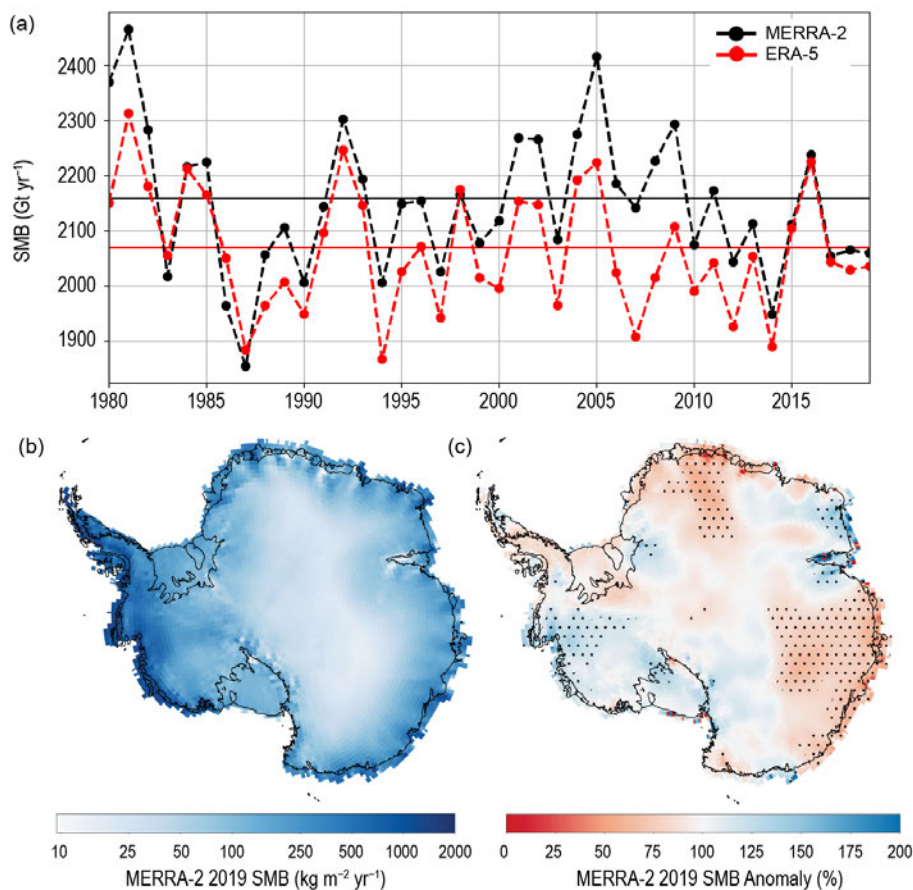 (a)
MERRA-2
ERA-5
SMB (Gt yr⁻¹)
2400
2300
2200
2100
2000
1900
1980 1985 1990 1995 2000 2005 2010 2015
(b)
(c)
10 25 50 100 250 500 1000 2000
MERRA-2 2019 SMB (kg m⁻² yr⁻¹)
0 25 50 75 100 125 150 175 200
MERRA-2 2019 SMB Anomaly (%)